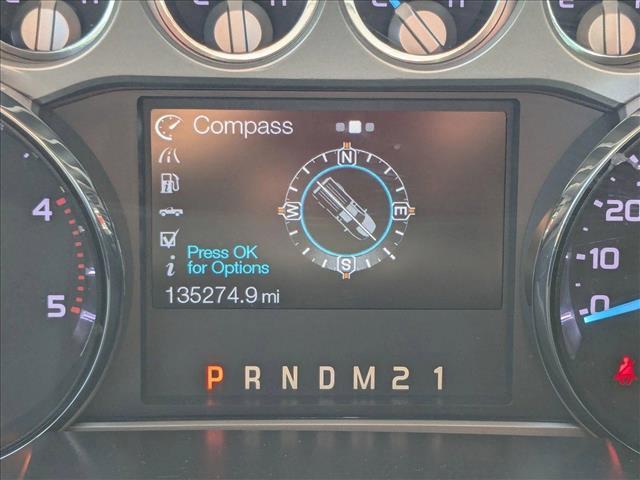 Compass
N
W
E
S
Press OK
for Options
135274.9 mi
P R N D M 2 1
4
5
20
10
0